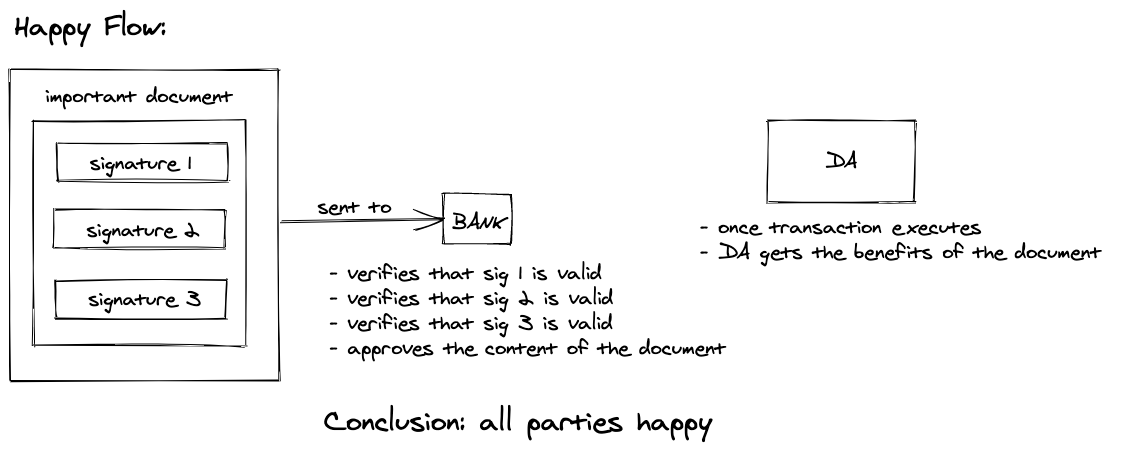 Happy Flow:
important document
signature 1
signature 2
signature 3
sent to
BANK
- verifies that sig 1 is valid
- verifies that sig 2 is valid
- verifies that sig 3 is valid
- approves the content of the document
DA
- once transaction executes
- DA gets the benefits of the document
Conclusion: all parties happy